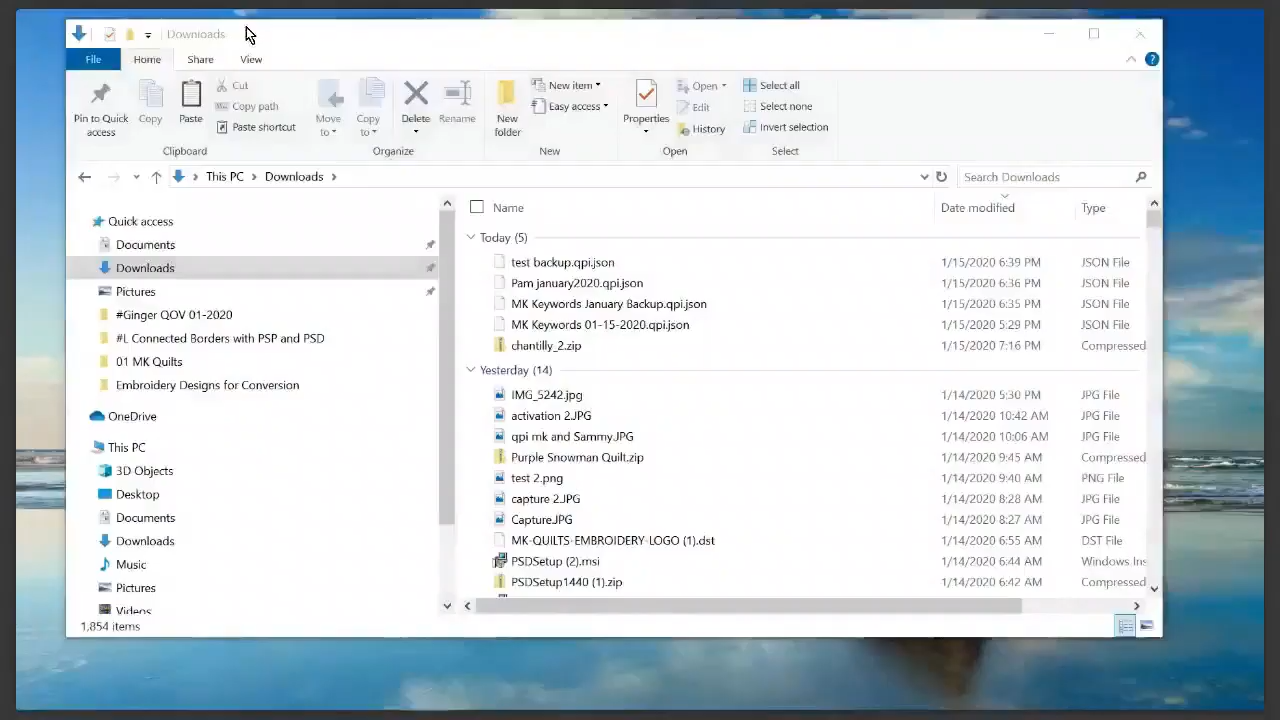 Downloads
File Home Share View
Pin to Quick access
Copy
Paste
Cut
Copy path
Paste shortcut
Clipboard
Move to
Copy to
Delete
Rename
Organize
New folder
New item
Easy access
New
Properties
Open
Edit
History
Open
Select all
Select none
Invert selection
Select
This PC > Downloads >
Search Downloads
Quick access
Documents
Downloads
Pictures
#Ginger QOV 01-2020
#L Connected Borders with PSP and PSD
01 MK Quilts
Embroidery Designs for Conversion
OneDrive
This PC
3D Objects
Desktop
Documents
Downloads
Music
Pictures
Videos
Name Date modified Type
Today (5)
test backup.qpi.json 1/15/2020 6:39 PM JSON File
Pam january2020.qpi.json 1/15/2020 6:36 PM JSON File
MK Keywords January Backup.qpi.json 1/15/2020 6:35 PM JSON File
MK Keywords 01-15-2020.qpi.json 1/15/2020 5:29 PM JSON File
chantilly_2.zip 1/15/2020 7:16 PM Compressed
Yesterday (14)
IMG_5242.jpg 1/14/2020 5:30 PM JPG File
activation 2.JPG 1/14/2020 10:42 AM JPG File
qpi mk and Sammy.JPG 1/14/2020 10:06 AM JPG File
Purple Snowman Quilt.zip 1/14/2020 9:45 AM Compressed
test 2.png 1/14/2020 9:40 AM PNG File
capture 2.JPG 1/14/2020 8:28 AM JPG File
Capture.JPG 1/14/2020 8:27 AM JPG File
MK-QUILTS-EMBROIDERY-LOGO (1).dst 1/14/2020 6:55 AM DST File
PSDSetup (2).msi 1/14/2020 6:44 AM Windows Ins
PSDSetup1440 (1).zip 1/14/2020 6:42 AM Compressed
1,854 items